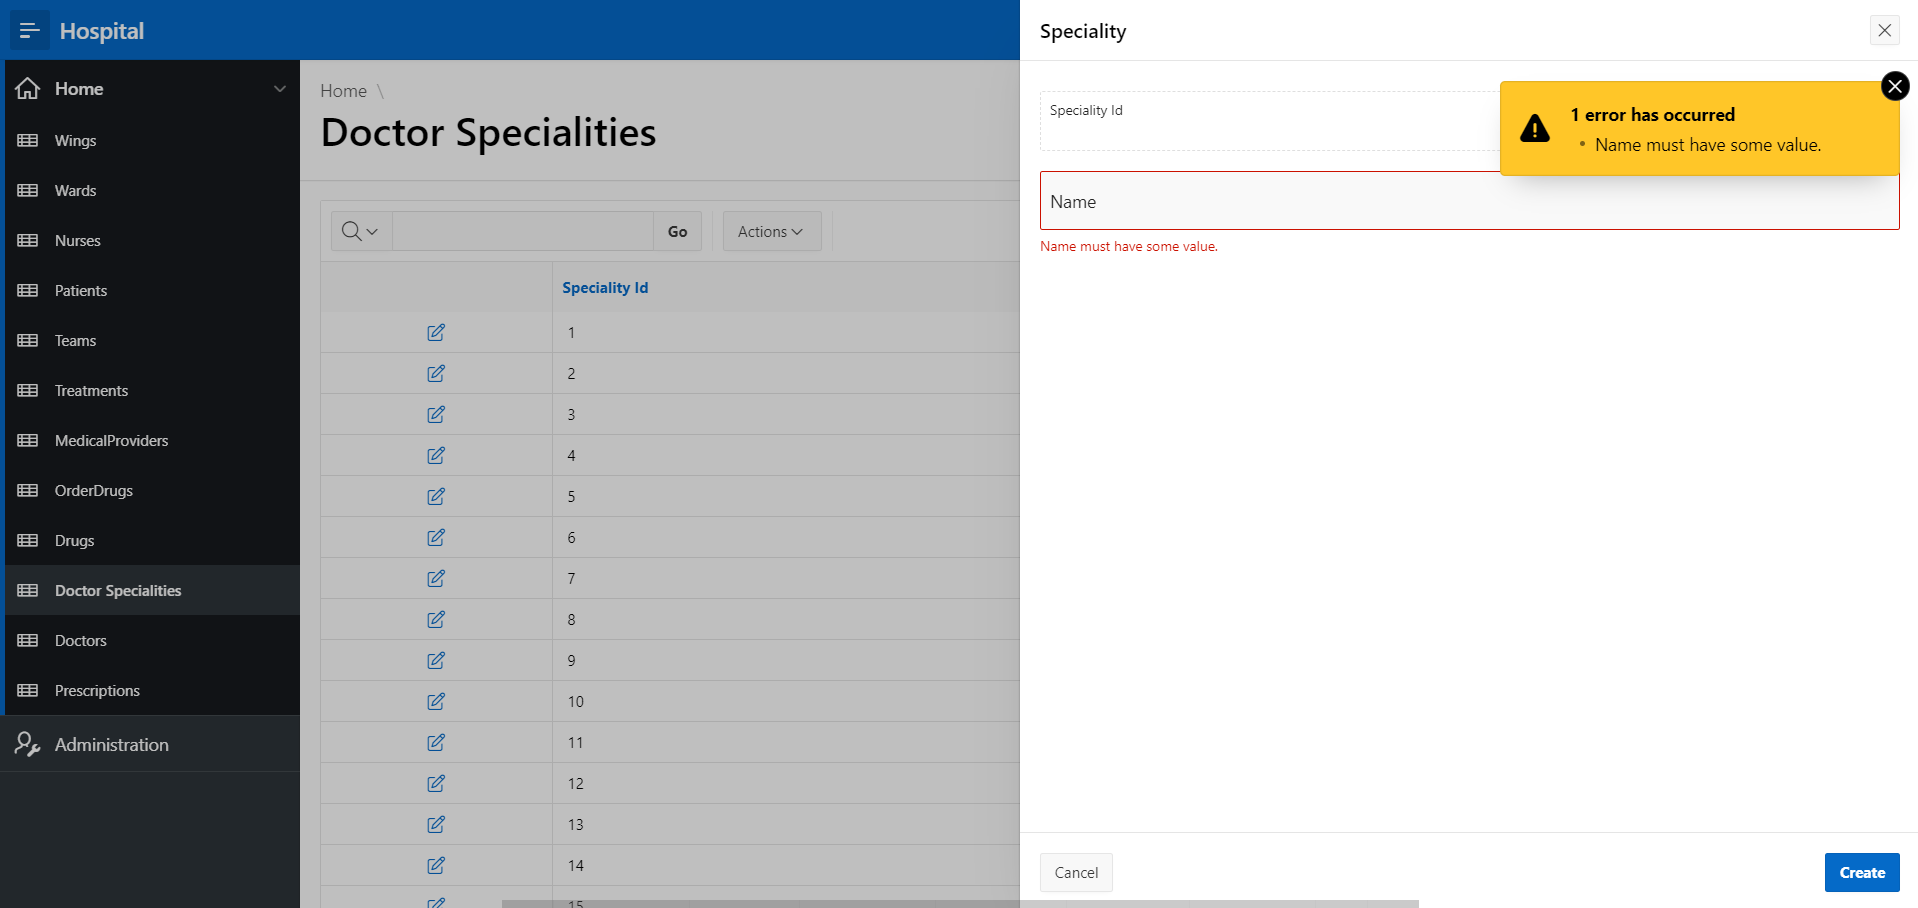 Hospital
Home
Wings
Wards
Nurses
Patients
Teams
Treatments
MedicalProviders
OrderDrugs
Drugs
Doctor Specialities
Doctors
Prescriptions
Administration
Home \
Doctor Specialities
Go
Actions
Speciality Id
1
2
3
4
5
6
7
8
9
10
11
12
13
14
15
Speciality
Speciality Id
1 error has occurred
• Name must have some value.
Name
Name must have some value.
Cancel
Create